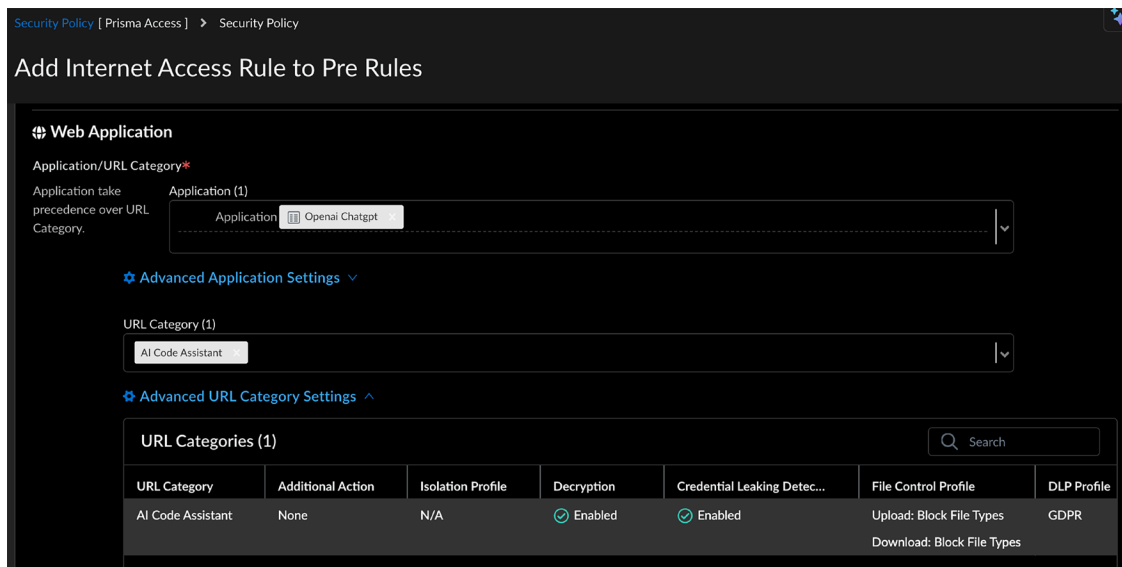 Security Policy [ Prisma Access ] > Security Policy
Add Internet Access Rule to Pre Rules
Web Application
Application/URL Category*
Application take precedence over URL Category.
Application (1)
Application Openai Chatgpt ×
Advanced Application Settings
URL Category (1)
AI Code Assistant ×
Advanced URL Category Settings
URL Categories (1)
Search
URL Category Additional Action Isolation Profile Decryption Credential Leaking Detec... File Control Profile DLP Profile
AI Code Assistant None N/A Enabled Enabled Upload: Block File Types GDPR
Download: Block File Types